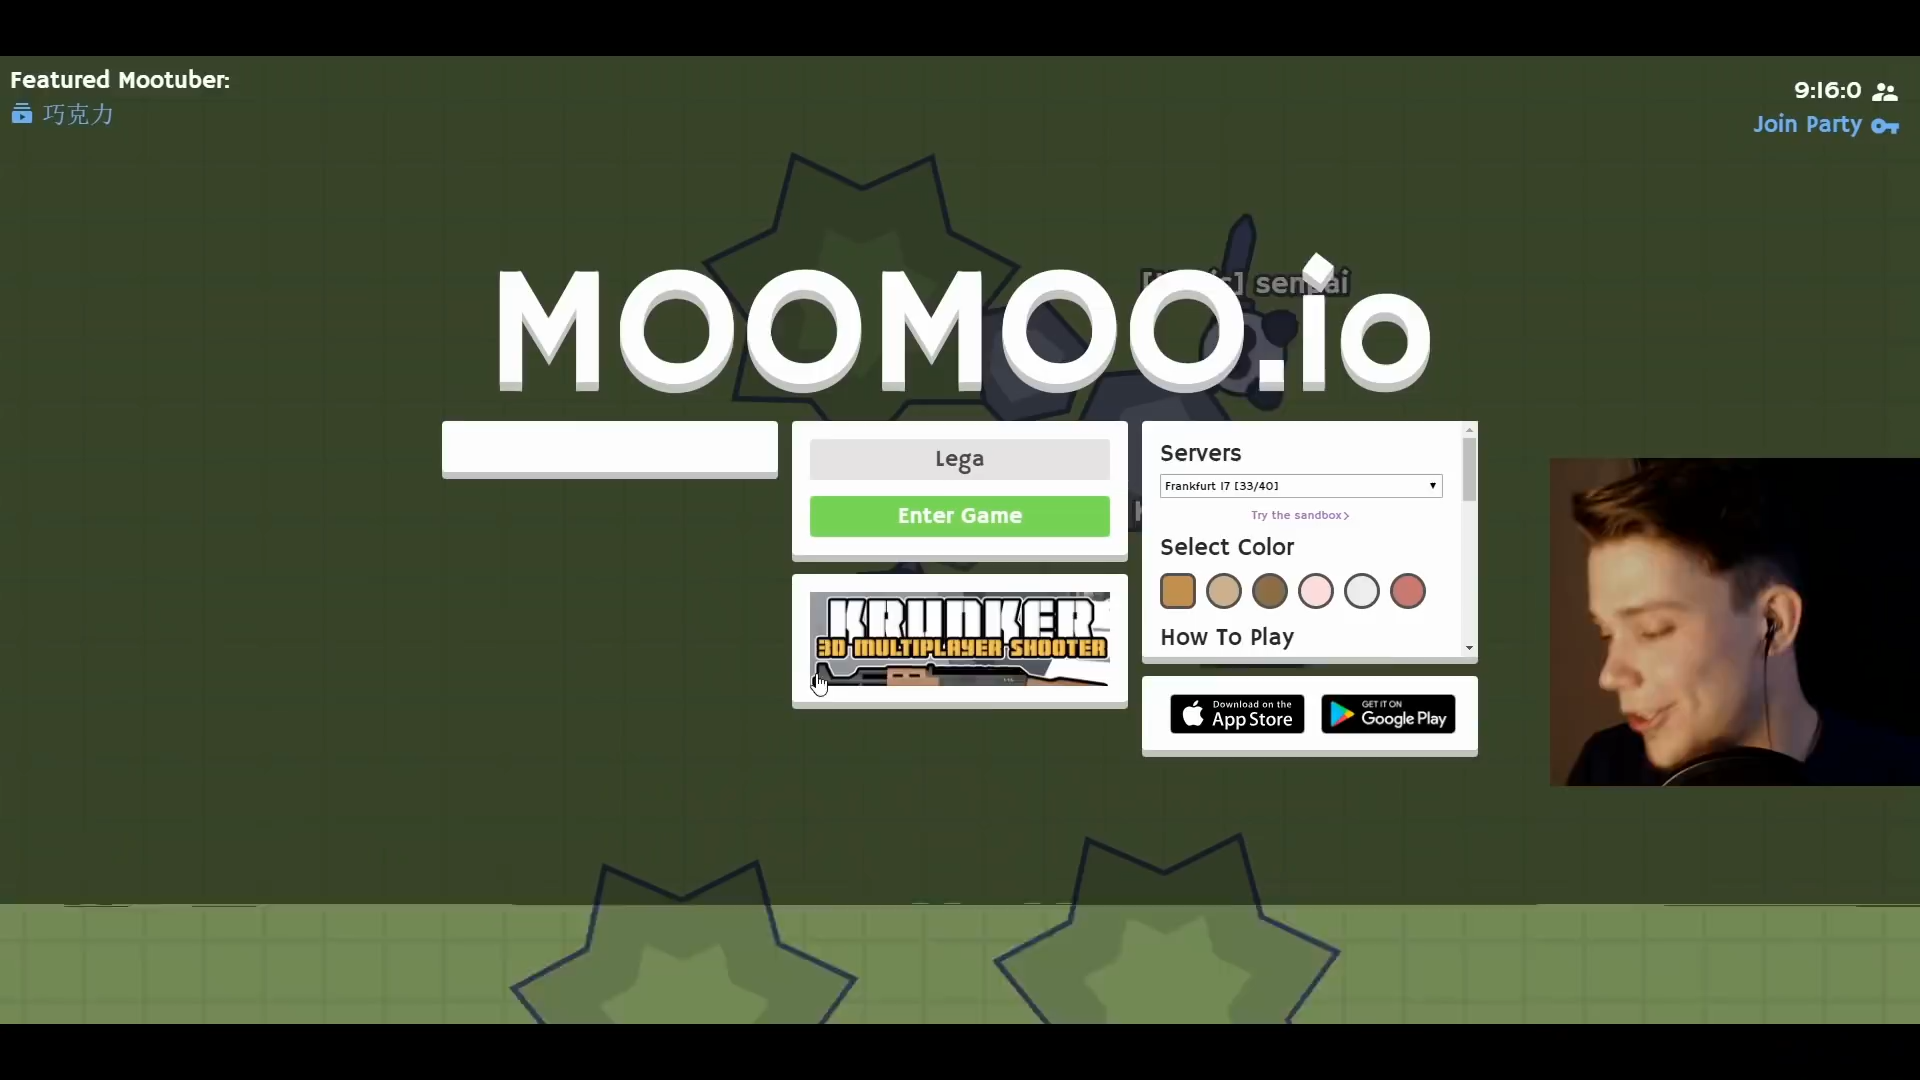 Featured Mootuber:
巧克力
9:16:0
Join Party
senpai
MOOMOO.io
Lega
Enter Game
KRUNKER
3D MULTIPLAYER SHOOTER
Servers
Frankfurt 17 [33/40]
Try the sandbox>
Select Color
How To Play
Download on the
App Store
GET IT ON
Google Play